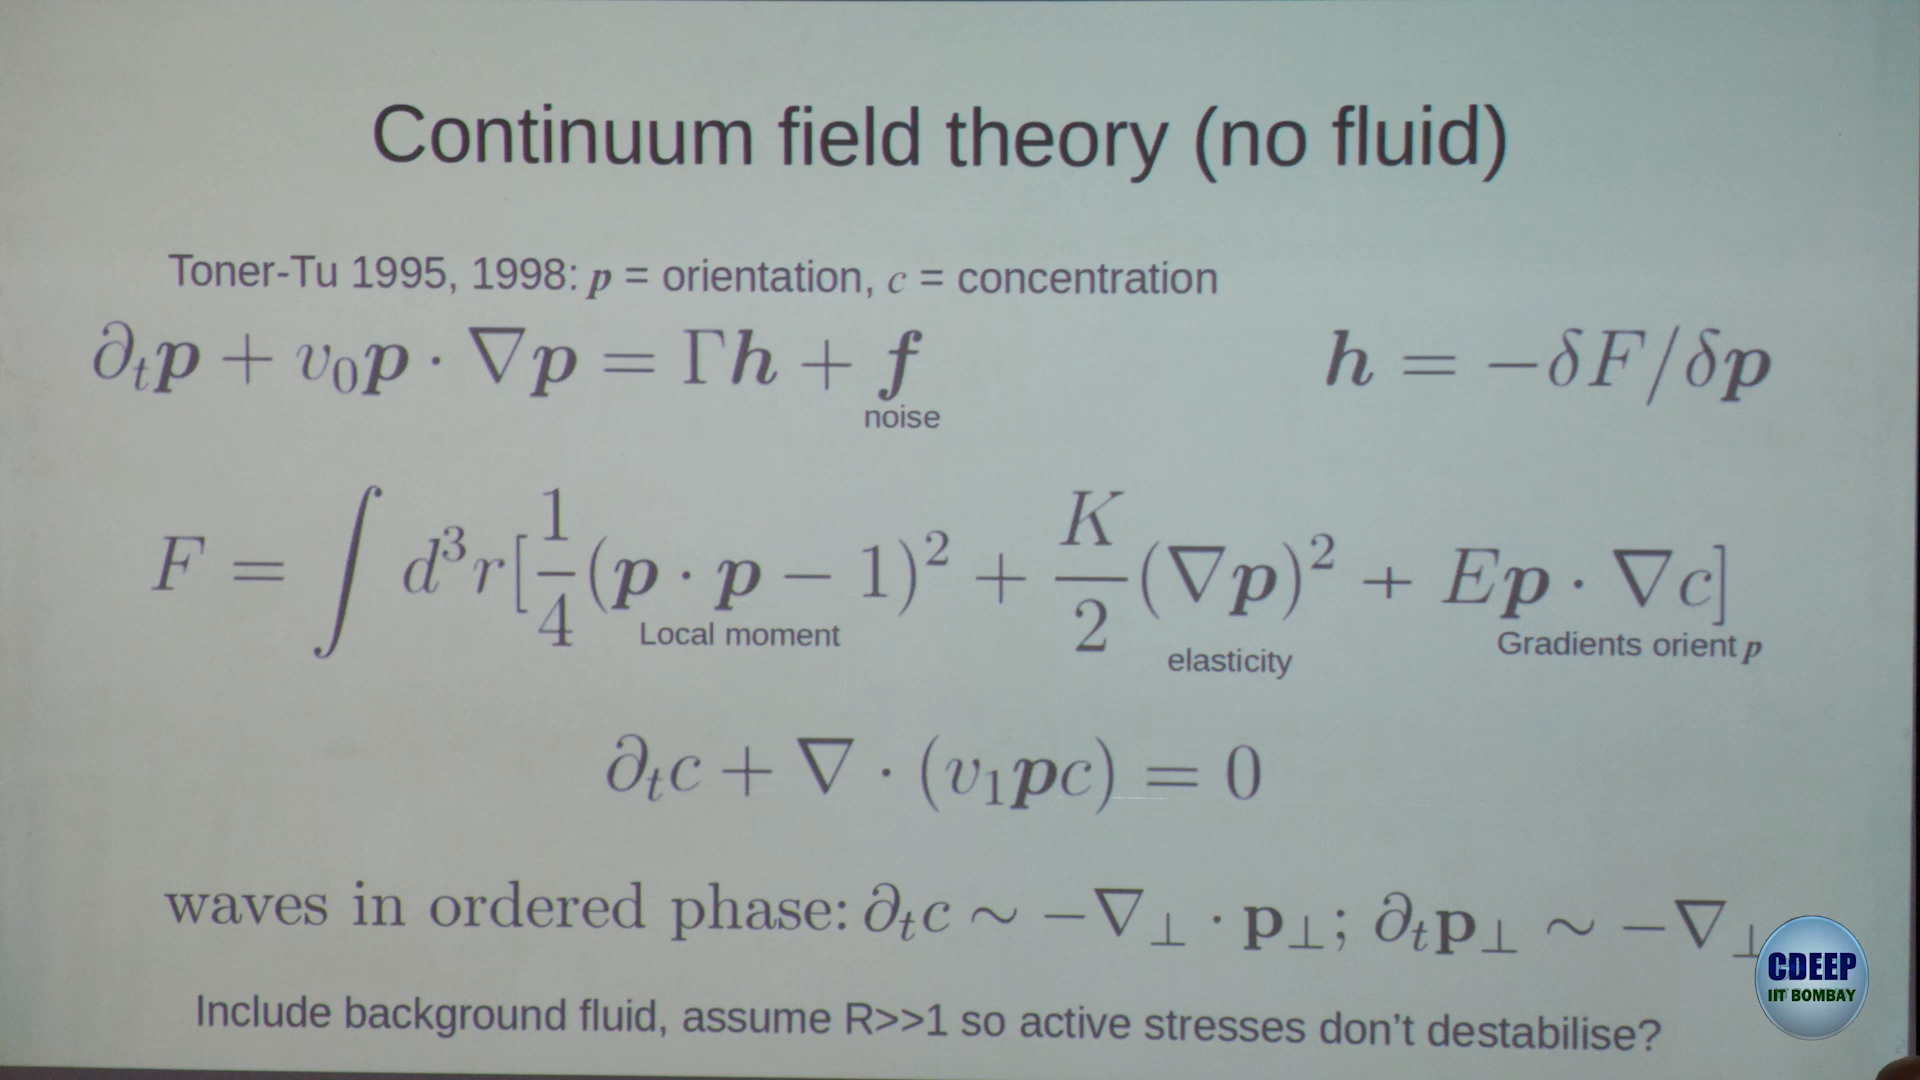 Continuum field theory (no fluid)
Toner-Tu 1995, 1998: p = orientation, c = concentration
∂ₜp + v₀p · ∇p = Γh + f
noise
h = −δF/δp
F = ∫ d³r[1/4(p · p − 1)² + K/2(∇p)² + Ep · ∇c]
Local moment
elasticity
Gradients orient p
∂ₜc + ∇ · (v₁pc) = 0
waves in ordered phase: ∂ₜc ∼ −∇⊥ · p⊥; ∂ₜp⊥ ∼ −∇⊥
Include background fluid, assume R>>1 so active stresses don't destabilise?
CDEEP
IIT BOMBAY